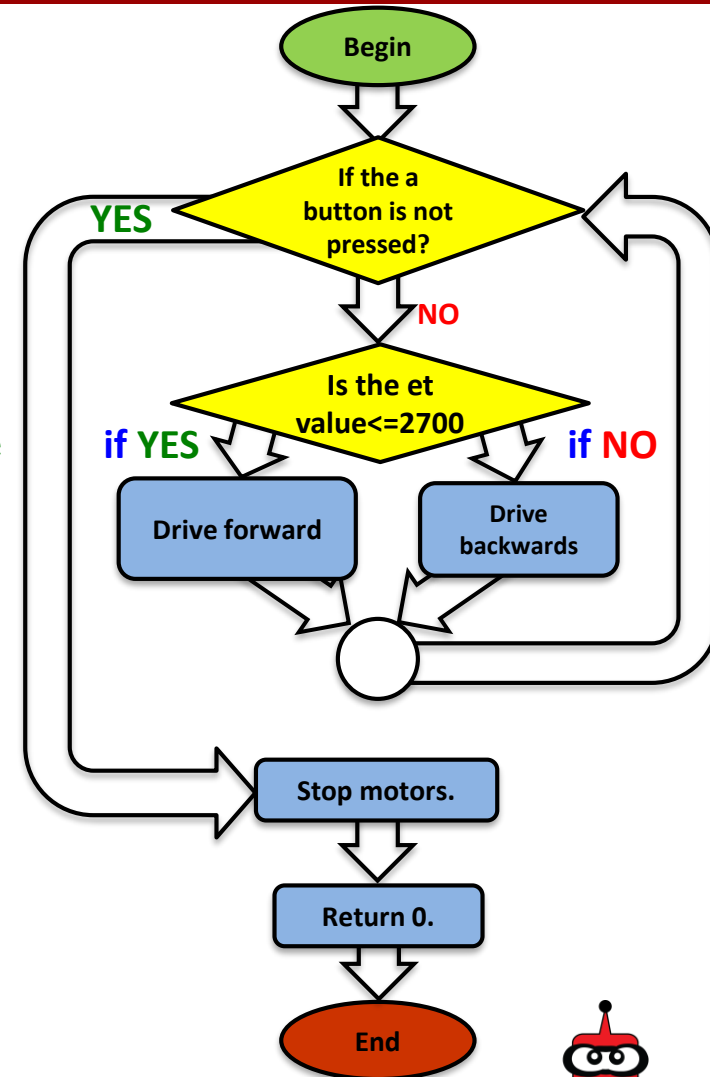 Begin
If the a
button is not
pressed?
YES
NO
Is the et
value<=2700
if YES
if NO
Drive forward
Drive
backwards
Stop motors.
Return 0.
End